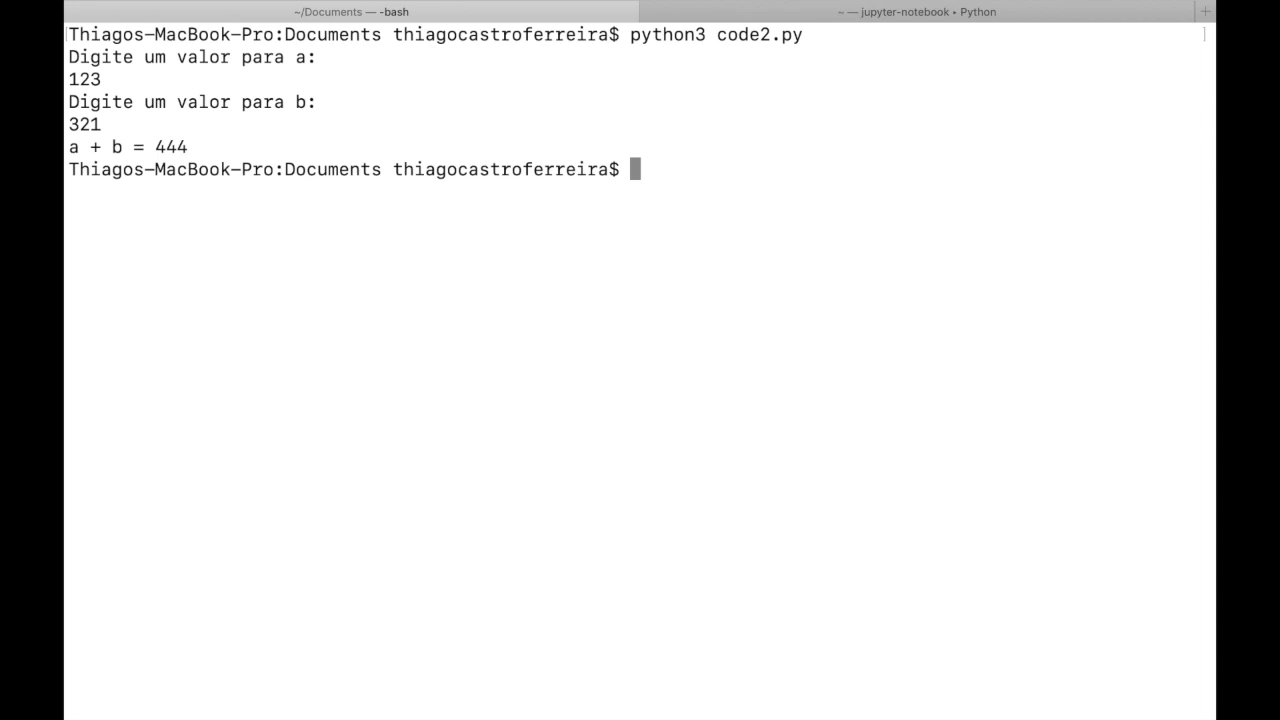 ~/Documents — -bash
~ — jupyter-notebook • Python
+
Thiagos-MacBook-Pro:Documents thiagocastroferreira$ python3 code2.py
Digite um valor para a:
123
Digite um valor para b:
321
a + b = 444
Thiagos-MacBook-Pro:Documents thiagocastroferreira$